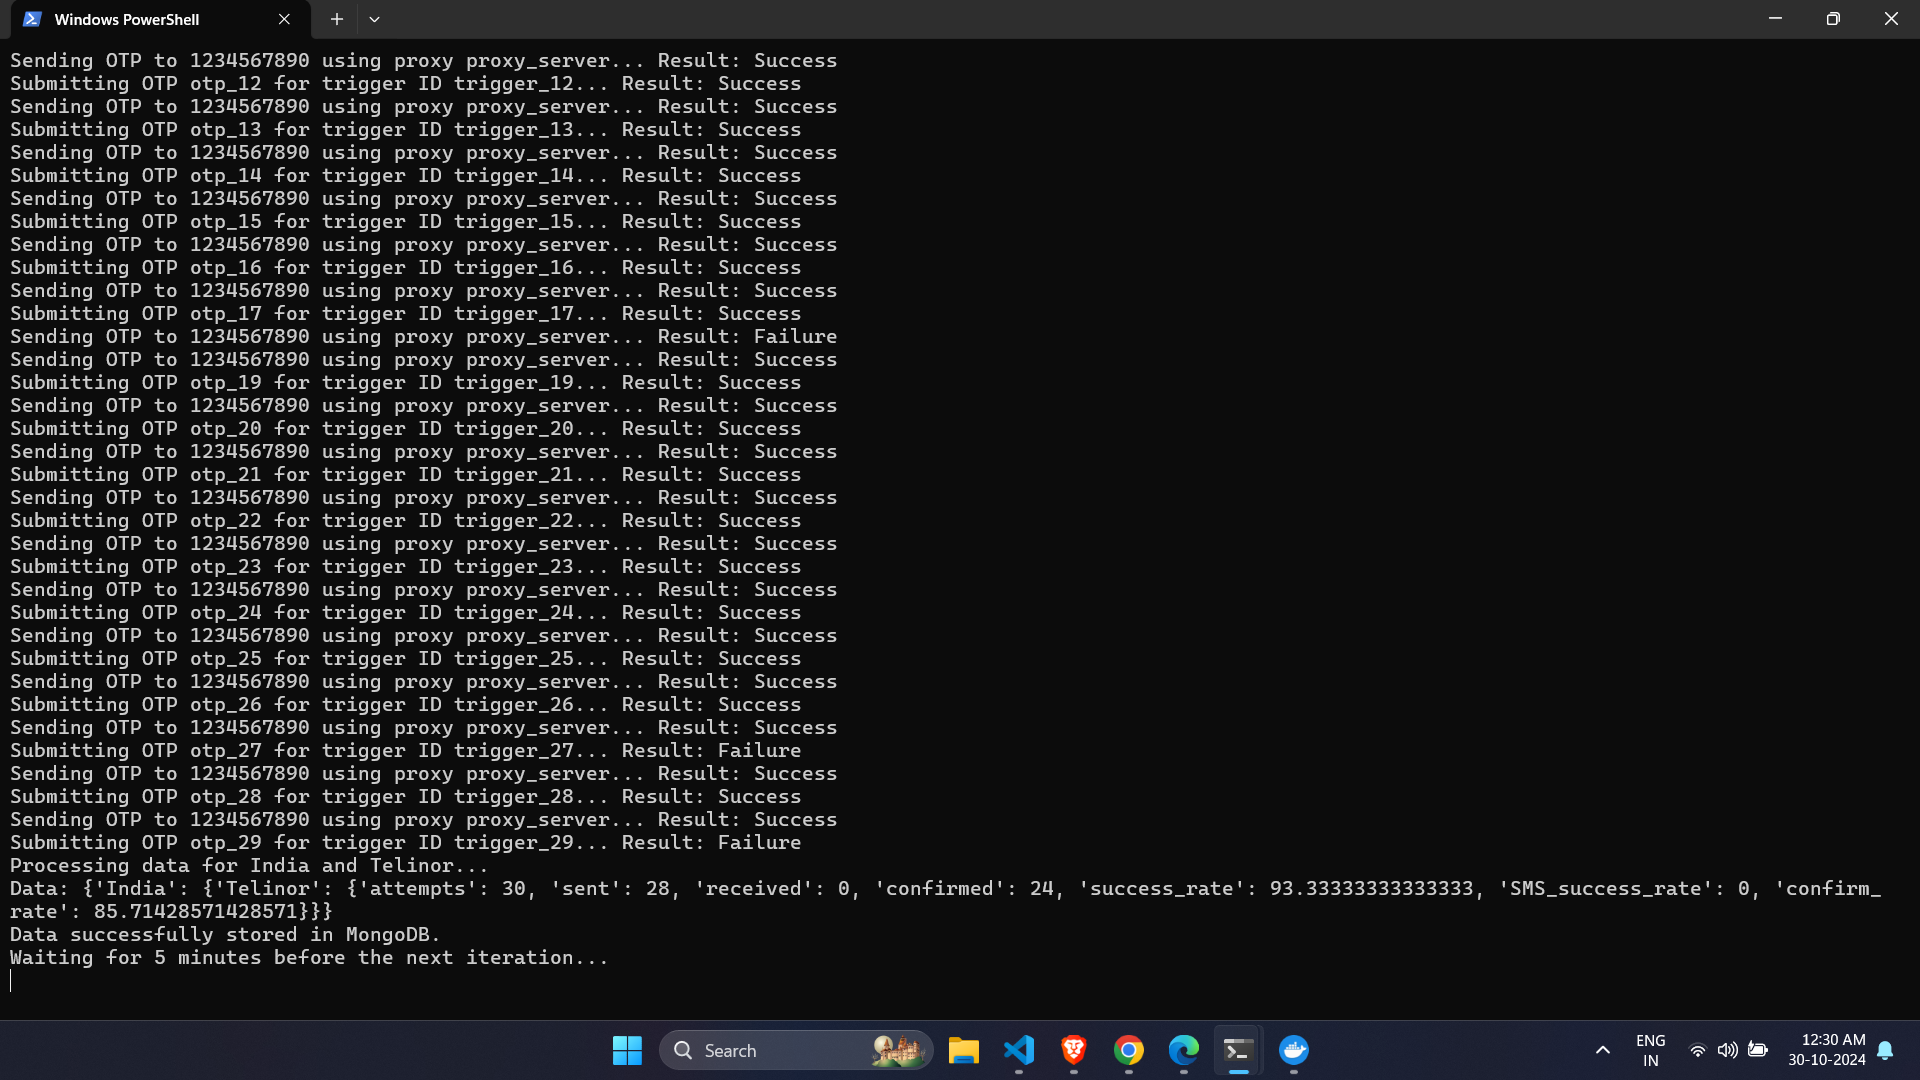 Windows PowerShell
Sending OTP to 1234567890 using proxy proxy_server... Result: Success
Submitting OTP otp_12 for trigger ID trigger_12... Result: Success
Sending OTP to 1234567890 using proxy proxy_server... Result: Success
Submitting OTP otp_13 for trigger ID trigger_13... Result: Success
Sending OTP to 1234567890 using proxy proxy_server... Result: Success
Submitting OTP otp_14 for trigger ID trigger_14... Result: Success
Sending OTP to 1234567890 using proxy proxy_server... Result: Success
Submitting OTP otp_15 for trigger ID trigger_15... Result: Success
Sending OTP to 1234567890 using proxy proxy_server... Result: Success
Submitting OTP otp_16 for trigger ID trigger_16... Result: Success
Sending OTP to 1234567890 using proxy proxy_server... Result: Success
Submitting OTP otp_17 for trigger ID trigger_17... Result: Success
Sending OTP to 1234567890 using proxy proxy_server... Result: Failure
Sending OTP to 1234567890 using proxy proxy_server... Result: Success
Submitting OTP otp_19 for trigger ID trigger_19... Result: Success
Sending OTP to 1234567890 using proxy proxy_server... Result: Success
Submitting OTP otp_20 for trigger ID trigger_20... Result: Success
Sending OTP to 1234567890 using proxy proxy_server... Result: Success
Submitting OTP otp_21 for trigger ID trigger_21... Result: Success
Sending OTP to 1234567890 using proxy proxy_server... Result: Success
Submitting OTP otp_22 for trigger ID trigger_22... Result: Success
Sending OTP to 1234567890 using proxy proxy_server... Result: Success
Submitting OTP otp_23 for trigger ID trigger_23... Result: Success
Sending OTP to 1234567890 using proxy proxy_server... Result: Success
Submitting OTP otp_24 for trigger ID trigger_24... Result: Success
Sending OTP to 1234567890 using proxy proxy_server... Result: Success
Submitting OTP otp_25 for trigger ID trigger_25... Result: Success
Sending OTP to 1234567890 using proxy proxy_server... Result: Success
Submitting OTP otp_26 for trigger ID trigger_26... Result: Success
Sending OTP to 1234567890 using proxy proxy_server... Result: Success
Submitting OTP otp_27 for trigger ID trigger_27... Result: Failure
Sending OTP to 1234567890 using proxy proxy_server... Result: Success
Submitting OTP otp_28 for trigger ID trigger_28... Result: Success
Sending OTP to 1234567890 using proxy proxy_server... Result: Success
Submitting OTP otp_29 for trigger ID trigger_29... Result: Failure
Processing data for India and Telinor...
Data: {'India': {'Telinor': {'attempts': 30, 'sent': 28, 'received': 0, 'confirmed': 24, 'success_rate': 93.33333333333333, 'SMS_success_rate': 0, 'confirm_
rate': 85.71428571428571}}}
Data successfully stored in MongoDB.
Waiting for 5 minutes before the next iteration...
Search
ENG
IN
12:30 AM
30-10-2024